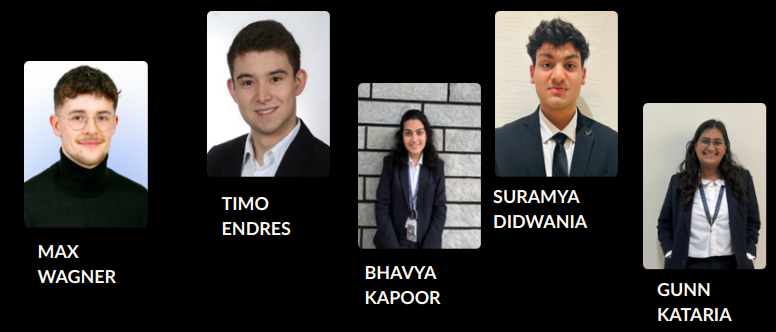 MAX
WAGNER
TIMO
ENDRES
BHAVYA
KAPOOR
SURAMYA
DIDWANIA
GUNN
KATARIA